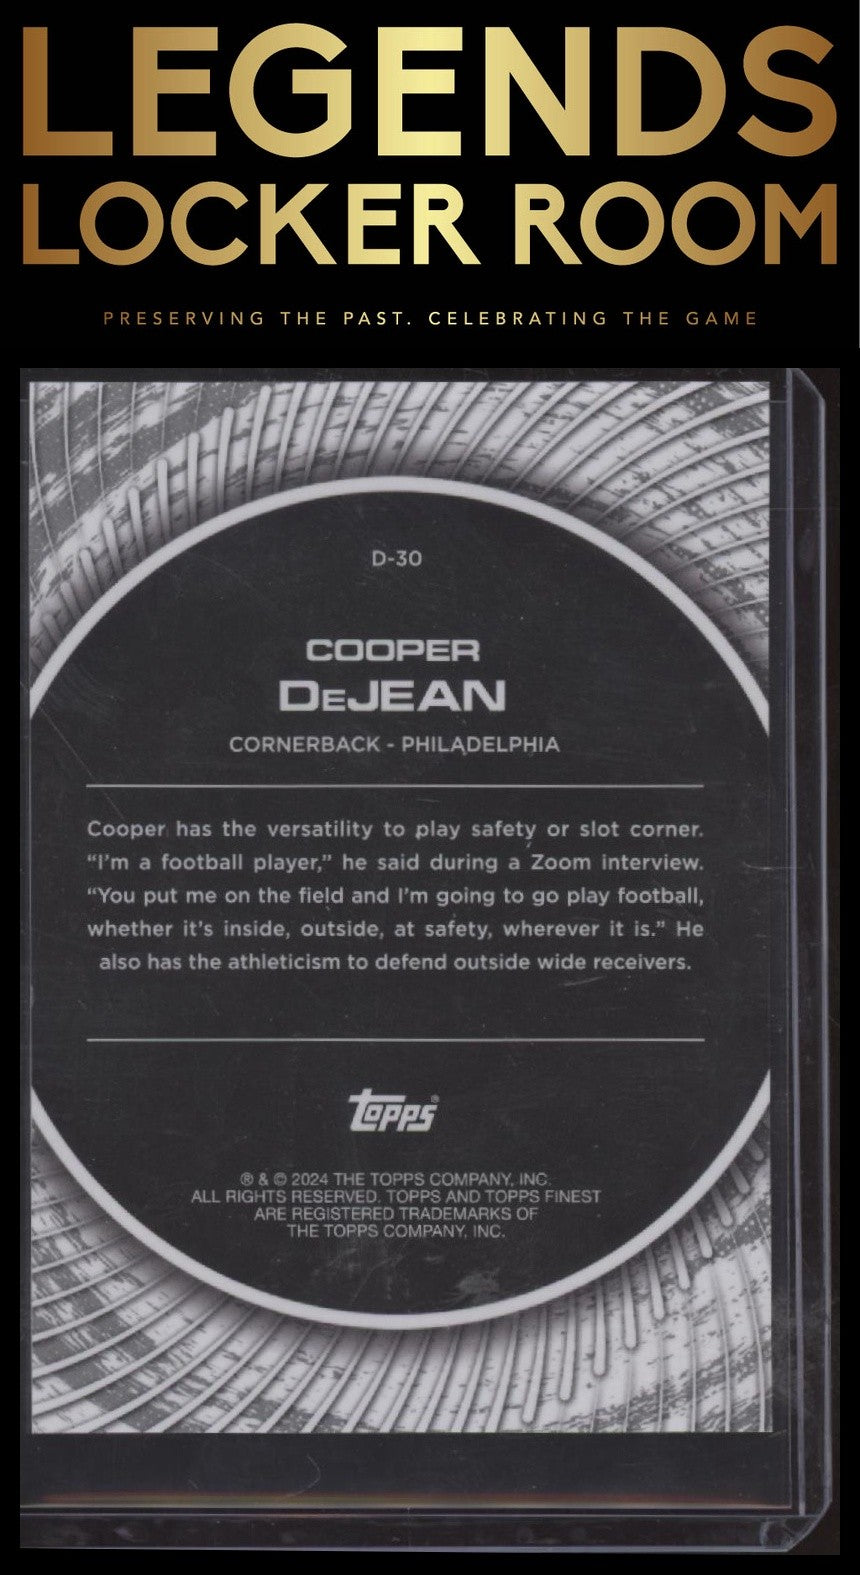 LEGENDS
LOCKER ROOM
PRESERVING THE PAST. CELEBRATING THE GAME
D-30
COOPER
DEJEAN
CORNERBACK - PHILADELPHIA
Cooper has the versatility to play safety or slot corner.
“I’m a football player,” he said during a Zoom interview.
“You put me on the field and I’m going to go play football,
whether it’s inside, outside, at safety, wherever it is.” He
also has the athleticism to defend outside wide receivers.
Topps®
® & © 2024 THE TOPPS COMPANY, INC.
ALL RIGHTS RESERVED. TOPPS AND TOPPS FINEST
ARE REGISTERED TRADEMARKS OF
THE TOPPS COMPANY, INC.